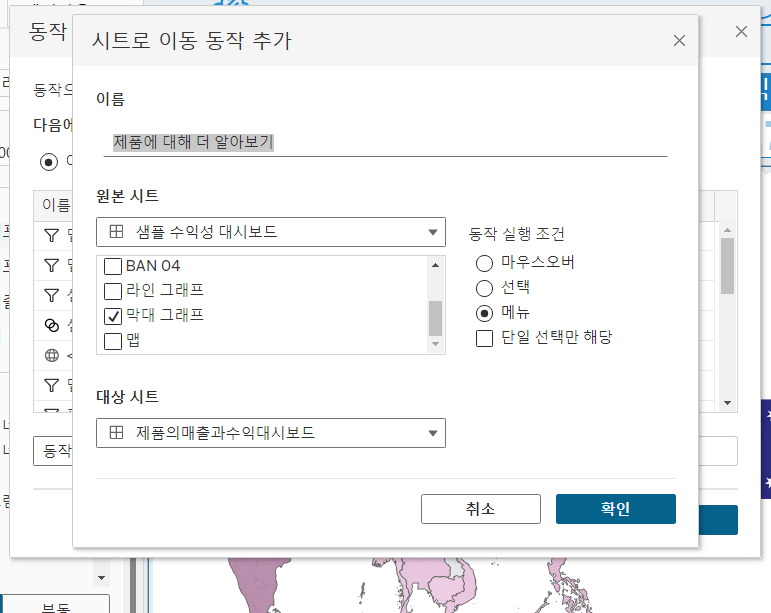 동작
시트로 이동 동작 추가
동작으
이름
다음에
제품에 대해 더 알아보기
원본 시트
이름
샘플 수익성 대시보드
동작 실행 조건
BAN 04
마우스오버
라인 그래프
선택
막대 그래프
메뉴
맵
단일 선택만 해당
대상 시트
제품의매출과수익대시보드
동작
취소
확인
부동